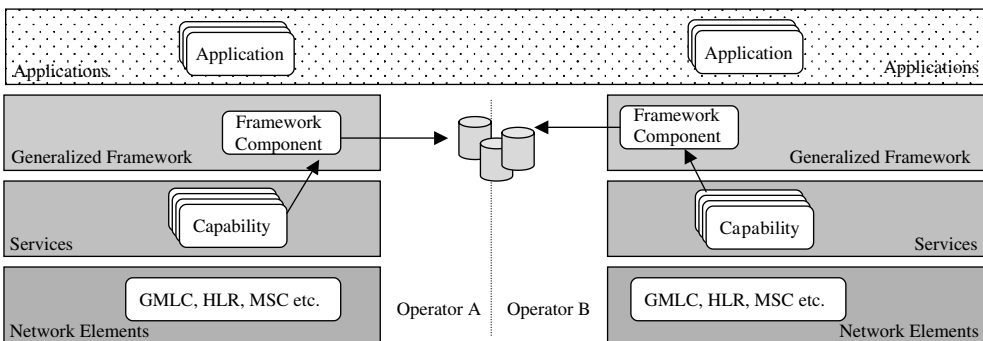 Application
Application
Applications
Applications
Framework
Component
Framework
Component
Generalized Framework
Generalized Framework
Capability
Capability
Services
Services
GMLC, HLR, MSC etc.
Operator A
Operator B
GMLC, HLR, MSC etc.
Network Elements
Network Elements